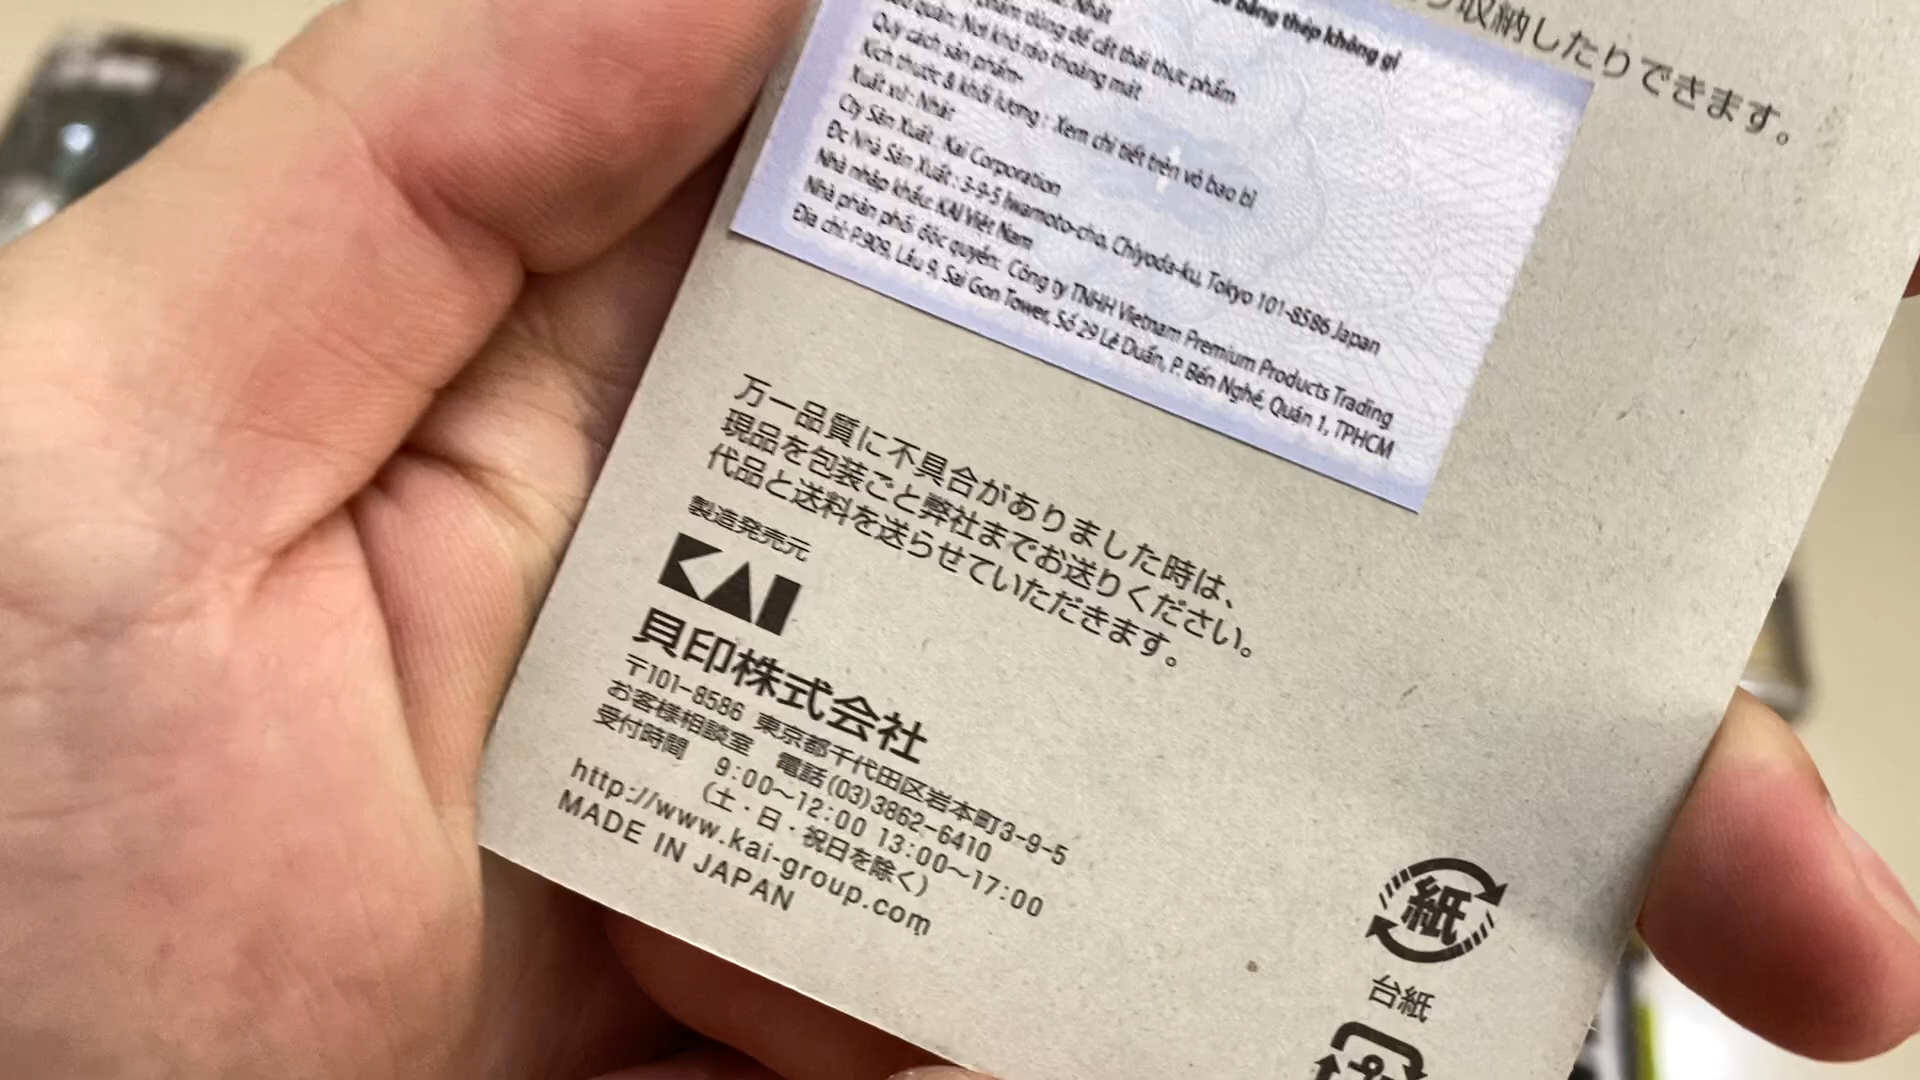 収納したりできます。
bằng thép không gỉ
Nhật
phẩm dùng để cắt thái thực phẩm
quản: Nơi khô ráo thoáng mát
Quy cách sản phẩm-
Kích thước & khối lượng : Xem chi tiết trên vỏ bao bì
Xuất xứ : Nhật
Cty Sản Xuất : Kai Corporation
Đc Nhà Sản Xuất : 3-9-5 Iwamoto-cho, Chiyoda-ku, Tokyo 101-8586 Japan
Nhà nhập khẩu: KAI Việt Nam
Nhà phân phối độc quyền: Công ty TNHH Vietnam Premium Products Trading
Địa chỉ: P.909, Lầu 9, Sai Gon Tower, Số 29 Lê Duẩn, P. Bến Nghé, Quận 1, TPHCM
万一品質に不具合がありました時は、
現品を包装ごと弊社までお送りください。
代品と送料を送らせていただきます。
製造発売元
KAI
貝印株式会社
〒101-8586 東京都千代田区岩本町3-9-5
お客様相談室 電話(03)3862-6410
受付時間 9:00〜12:00 13:00〜17:00
(土・日・祝日を除く)
http://www.kai-group.com
MADE IN JAPAN
紙
台紙